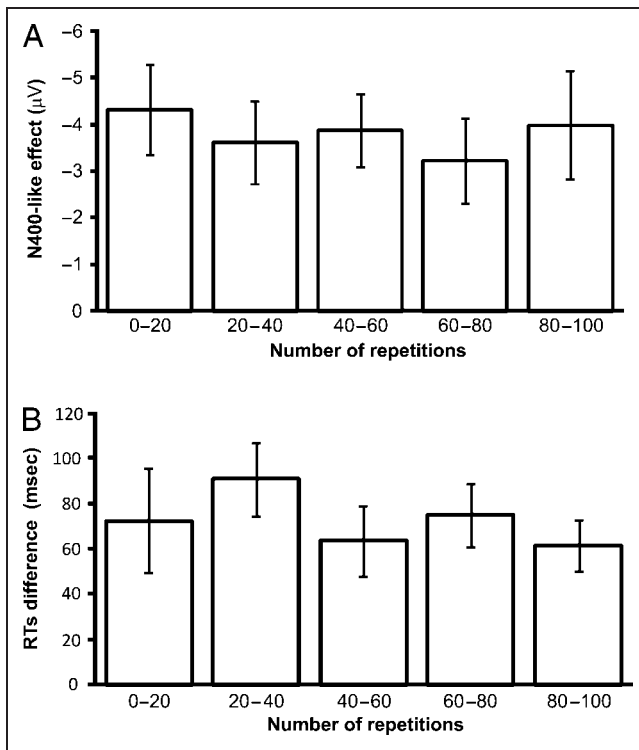 A
N400-like effect (µV)
–6
–5
–4
–3
–2
–1
0
0–20 20–40 40–60 60–80 80–100
Number of repetitions
B
RTs difference (msec)
120
100
80
60
40
20
0
0–20 20–40 40–60 60–80 80–100
Number of repetitions